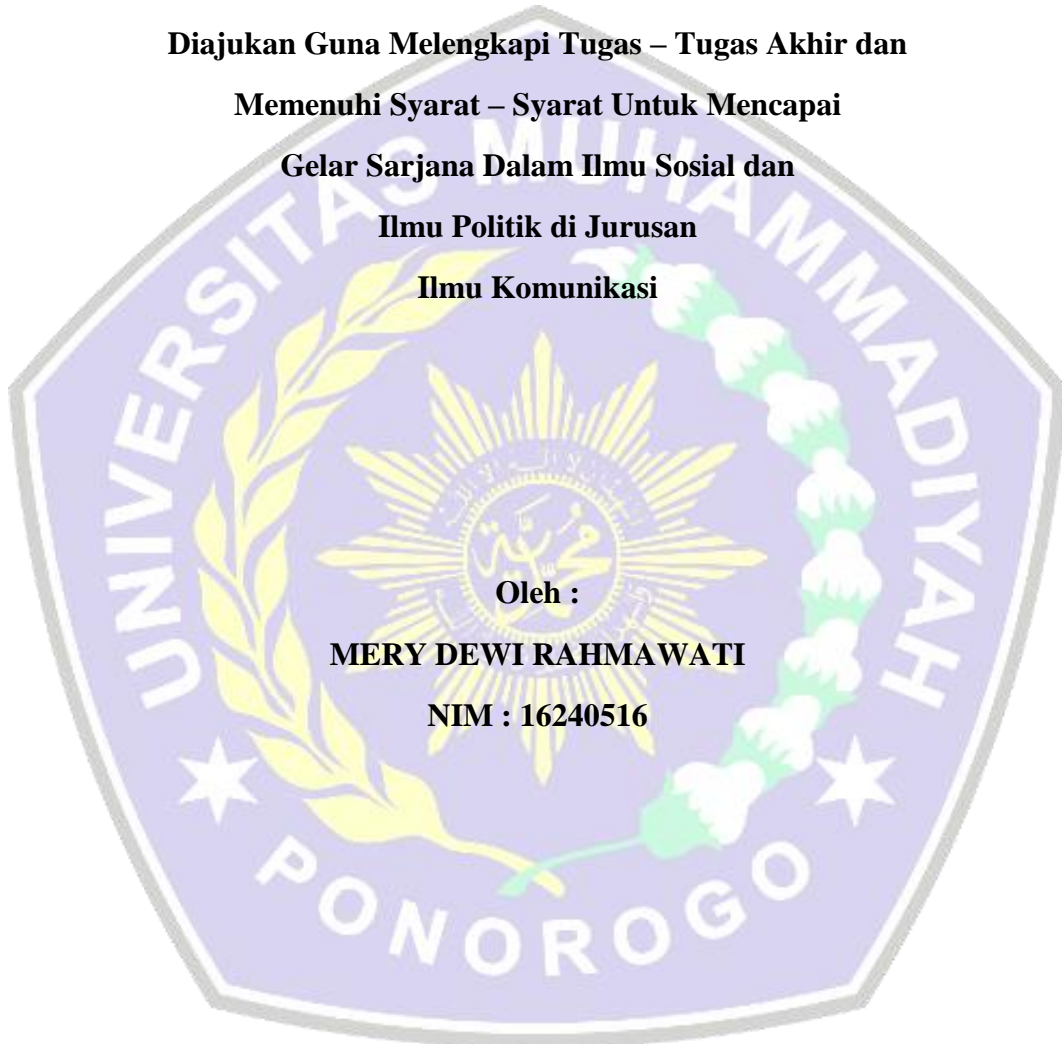 Diajukan Guna Melengkapi Tugas – Tugas Akhir dan
Memenuhi Syarat – Syarat Untuk Mencapai
Gelar Sarjana Dalam Ilmu Sosial dan
Ilmu Politik di Jurusan
Ilmu Komunikasi
UNIVERSITAS MUHAMMADIYAH
محمدية
Oleh :
MERY DEWI RAHMAWATI
NIM : 16240516
PONOROGO